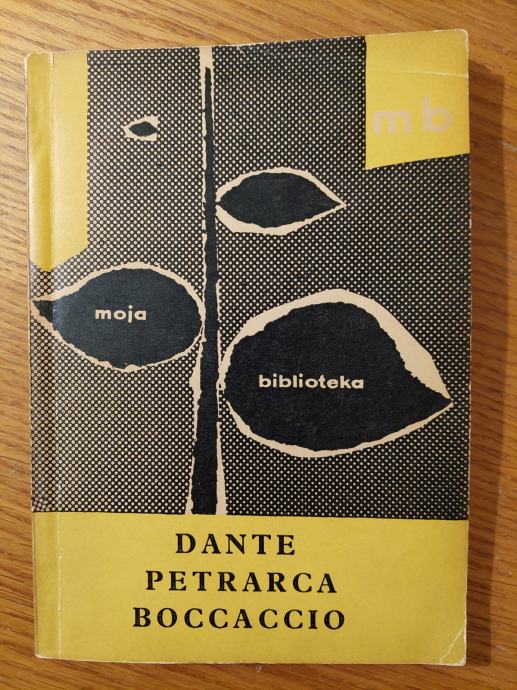 mb
moja
biblioteka
DANTE
PETRARCA
BOCCACCIO